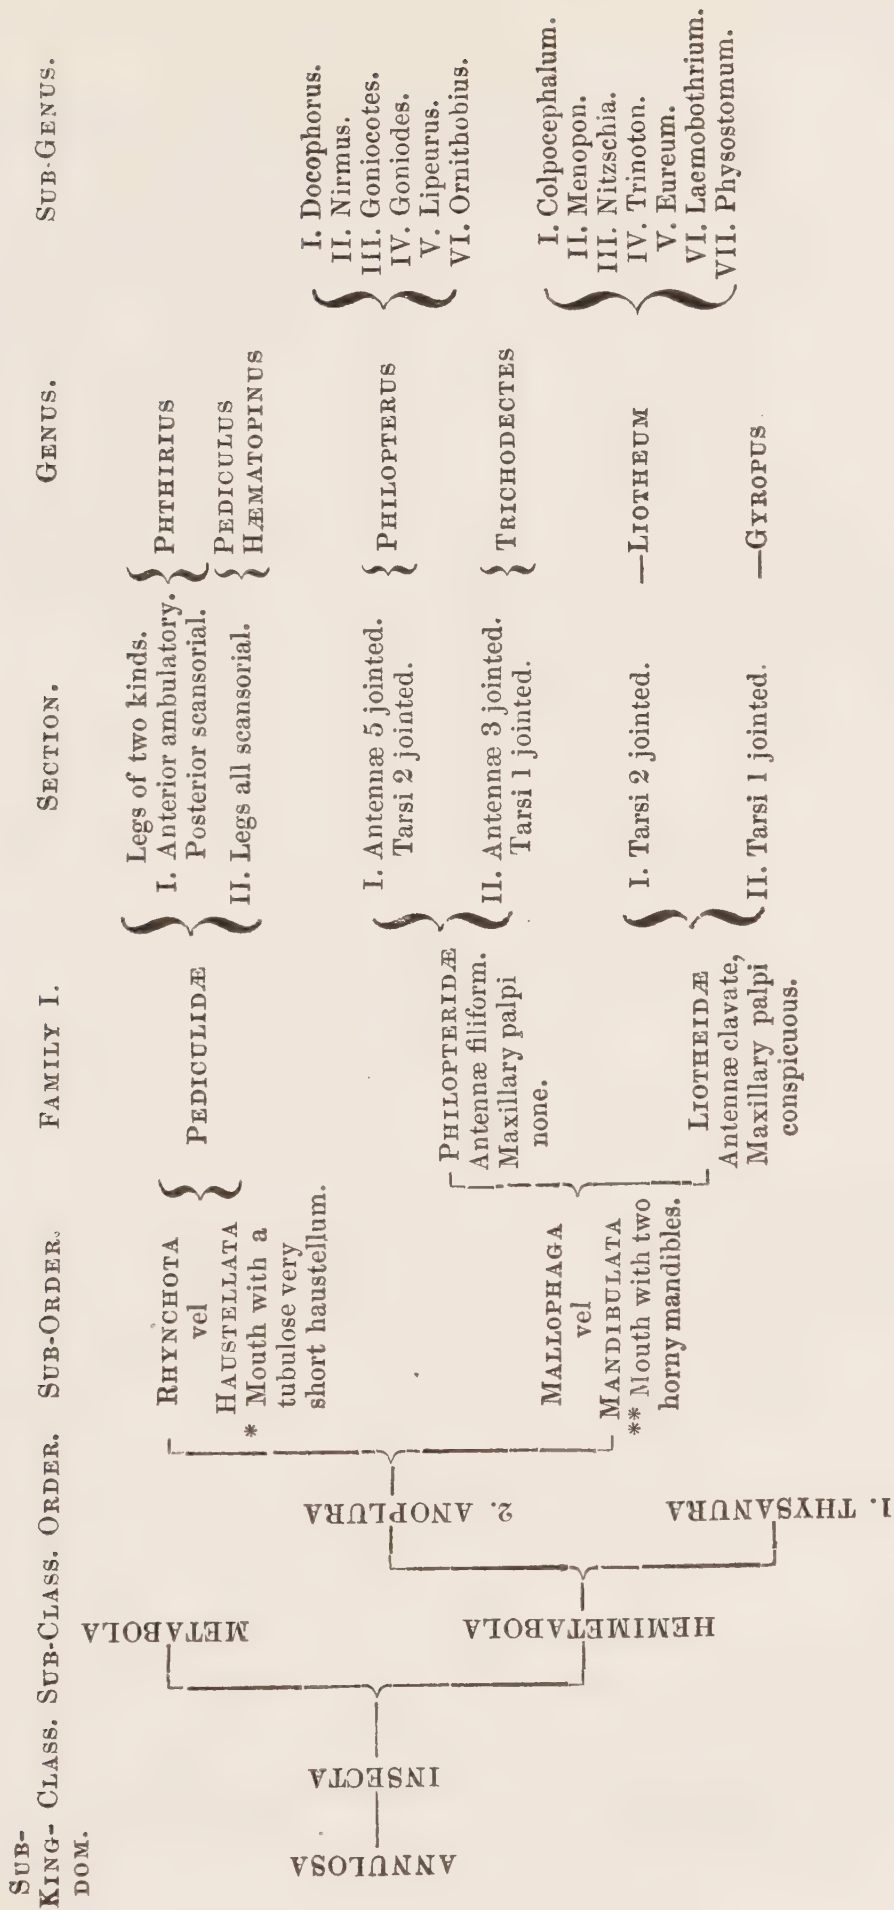 SUB-
KING-
DOM.
CLASS.
SUB-CLASS.
ORDER.
SUB-ORDER.
FAMILY I.
SECTION.
GENUS.
SUB-GENUS.
ANNULOSA
INSECTA
METABOLA
HEMIMETABOLA
2. ANOPLURA
1. THYSANURA
RHYNCHOTA
vel
HAUSTELLATA
* Mouth with a
tubulose very
short haustellum.
PEDICULIDÆ
Legs of two kinds.
I. Anterior ambulatory.
Posterior scansorial.
II. Legs all scansorial.
PHTHIRIUS
PEDICULUS
HÆMATOPINUS
MALLOPHAGA
vel
MANDIBULATA
** Mouth with two
horny mandibles.
PHILOPTERIDÆ
Antennæ filiform.
Maxillary palpi
none.
I. Antennæ 5 jointed.
Tarsi 2 jointed.
PHILOPTERUS
I. Docophorus.
II. Nirmus.
III. Goniocotes.
IV. Goniodes.
V. Lipeurus.
VI. Ornithobius.
II. Antennæ 3 jointed.
Tarsi 1 jointed.
TRICHODECTES
LIOTHEIDÆ
Antennæ clavate,
Maxillary palpi
conspicuous.
I. Tarsi 2 jointed.
—LIOTHEUM
I. Colpocephalum.
II. Menopon.
III. Nitzschia.
IV. Trinoton.
V. Eureum.
VI. Laemobothrium.
VII. Physostomum.
II. Tarsi 1 jointed.
—GYROPUS